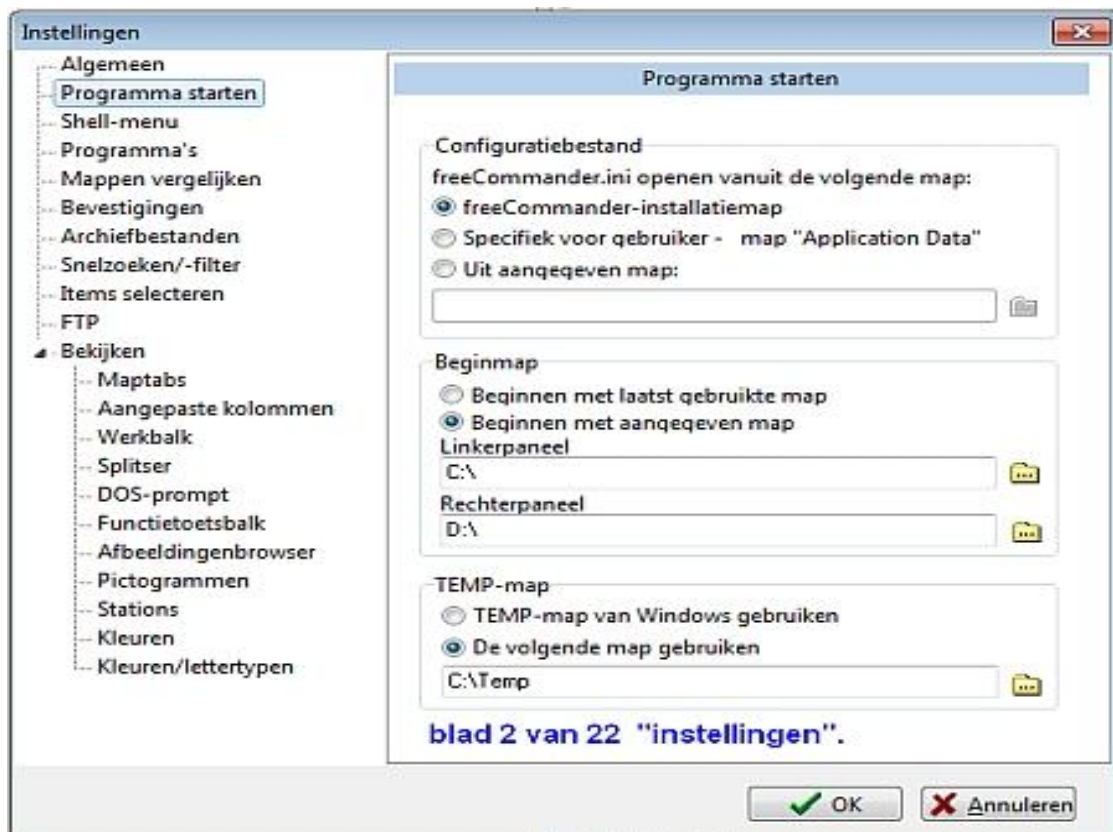 Instellingen
Algemeen
Programma starten
Shell-menu
Programma's
Mappen vergelijken
Bevestigingen
Archiefbestanden
Snelzoeken/-filter
Items selecteren
FTP
Bekijken
Maptabs
Aangepaste kolommen
Werkbalk
Splitser
DOS-prompt
Functietoetsbalk
Afbeeldingenbrowser
Pictogrammen
Stations
Kleuren
Kleuren/lettertypen
Programma starten
Configuratiebestand
freeCommander.ini openen vanuit de volgende map:
freeCommander-installatiemap
Specifiek voor gebruiker - map "Application Data"
Uit aangegeven map:
Beginmap
Beginnen met laatst gebruikte map
Beginnen met aangegeven map
Linkerpaneel
C:\
Rechterpaneel
D:\
TEMP-map
TEMP-map van Windows gebruiken
De volgende map gebruiken
C:\Temp
blad 2 van 22 "instellingen".
OK
Annuleren